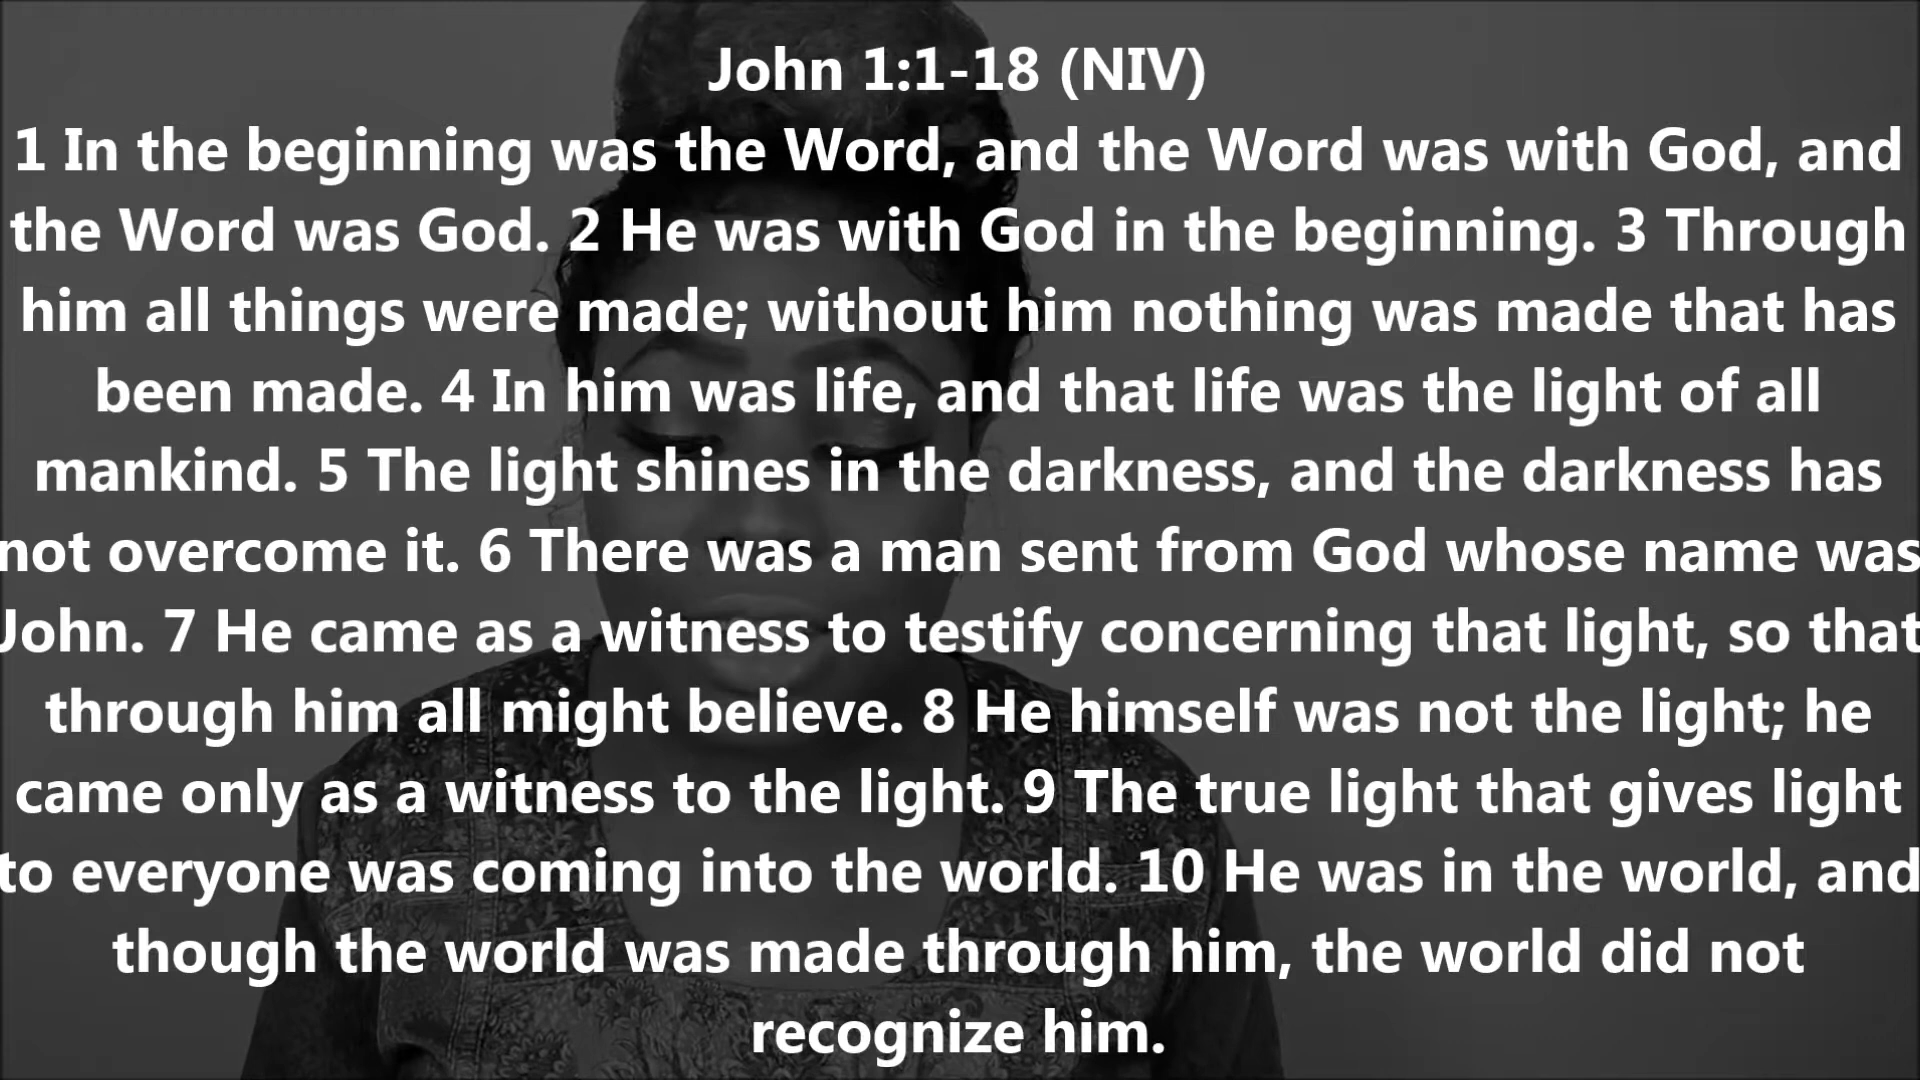 John 1:1-18 (NIV)
1 In the beginning was the Word, and the Word was with God, and
the Word was God. 2 He was with God in the beginning. 3 Through
him all things were made; without him nothing was made that has
been made. 4 In him was life, and that life was the light of all
mankind. 5 The light shines in the darkness, and the darkness has
not overcome it. 6 There was a man sent from God whose name was
John. 7 He came as a witness to testify concerning that light, so that
through him all might believe. 8 He himself was not the light; he
came only as a witness to the light. 9 The true light that gives light
to everyone was coming into the world. 10 He was in the world, and
though the world was made through him, the world did not
recognize him.